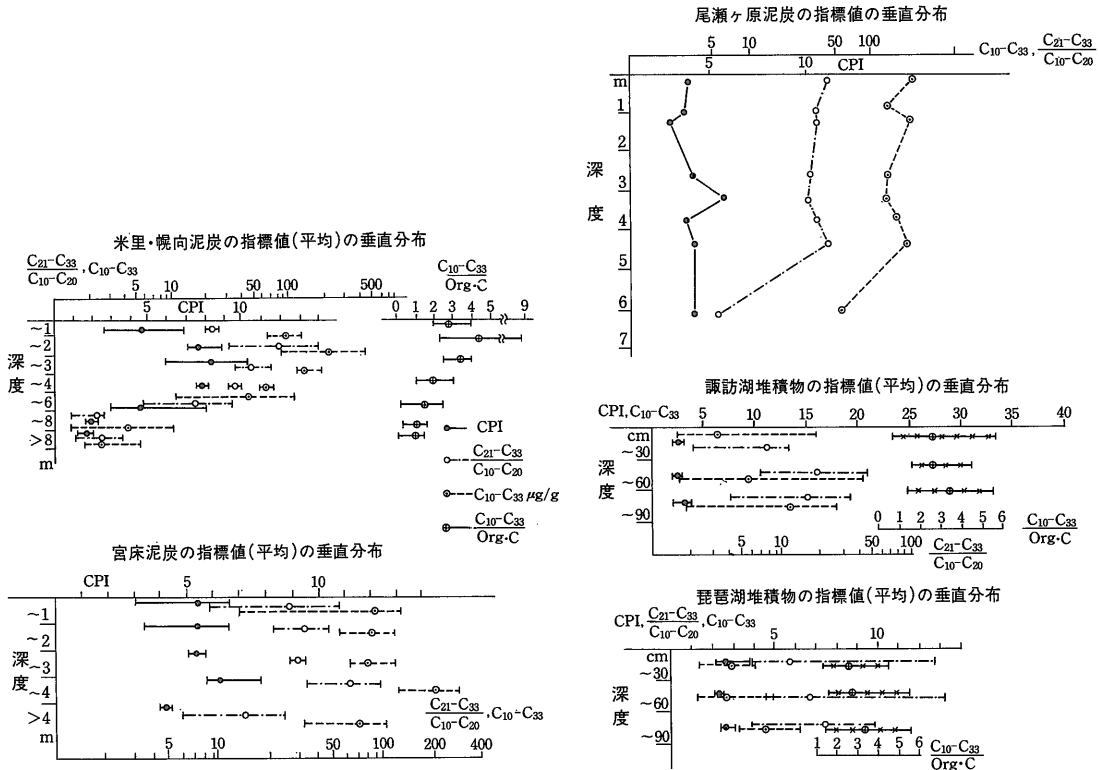 尾瀬ヶ原泥炭の指標値の垂直分布
5 10 50 100 C10-C33, C21-C33/C10-C20
5 10 CPI
m
1
2
3
4
5
6
7
深度
米里・幌向泥炭の指標値(平均)の垂直分布
C21-C33/C10-C20, C10-C33
C10-C33/Org·C
5 10 50 100 500
0 1 2 3 4 5 9
CPI 5 10
~1
~2
~3
~4
~6
~8
>8
m
深度
CPI
C21-C33/C10-C20
C10-C33 μg/g
C10-C33/Org·C
宮床泥炭の指標値(平均)の垂直分布
CPI 5 10
~1
~2
~3
~4
>4
m
深度
C21-C33/C10-C20, C10-C33
5 10 50 100 200 400
諏訪湖堆積物の指標値(平均)の垂直分布
CPI, C10-C33 5 10 15 20 25 30 35 40
cm
~30
~60
~90
深度
0 1 2 3 4 5 6 C10-C33/Org·C
5 10 50 100 C21-C33/C10-C20
琵琶湖堆積物の指標値(平均)の垂直分布
CPI, C21-C33/C10-C20, C10-C33 5 10
cm
~30
~60
~90
深度
1 2 3 4 5 6 C10-C33/Org·C